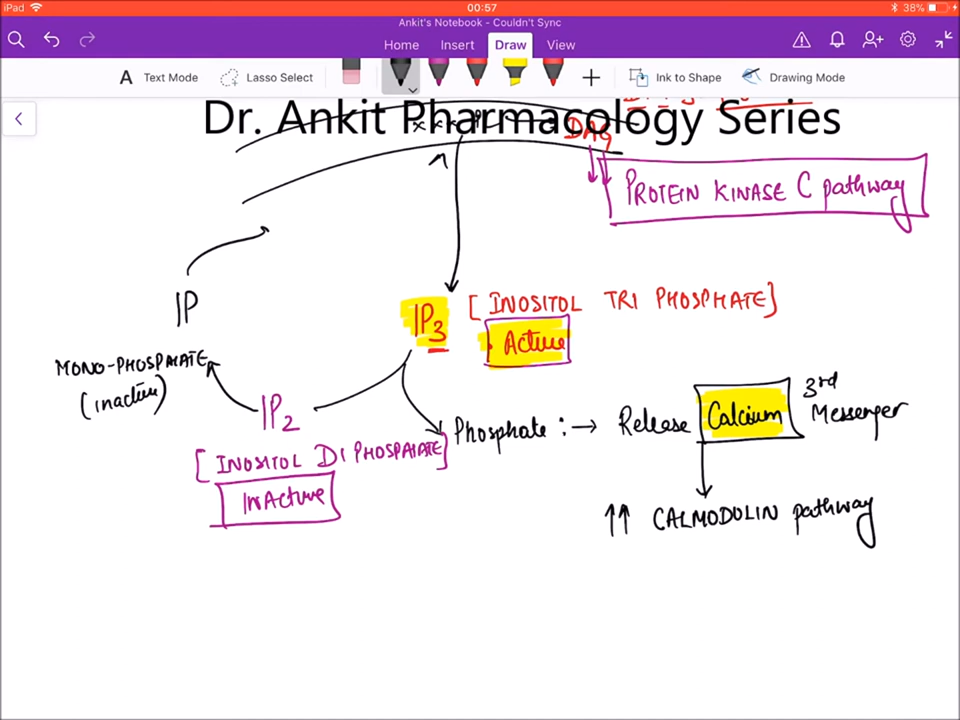 iPad 00:57 38%
Ankit's Notebook - Couldn't Sync
Home Insert Draw View
A Text Mode Lasso Select Ink to Shape Drawing Mode
Dr. Ankit Pharmacology Series
DAG
PROTEIN KINASE C pathway
IP
IP3 [INOSITOL TRI PHOSPHATE]
Active
MONO-PHOSPHATE
(inactive)
3rd
Messenger
IP2
Phosphate :→ Release Calcium
[INOSITOL DI PHOSPHATE]
InActive
↑↑ CALMODULIN pathway